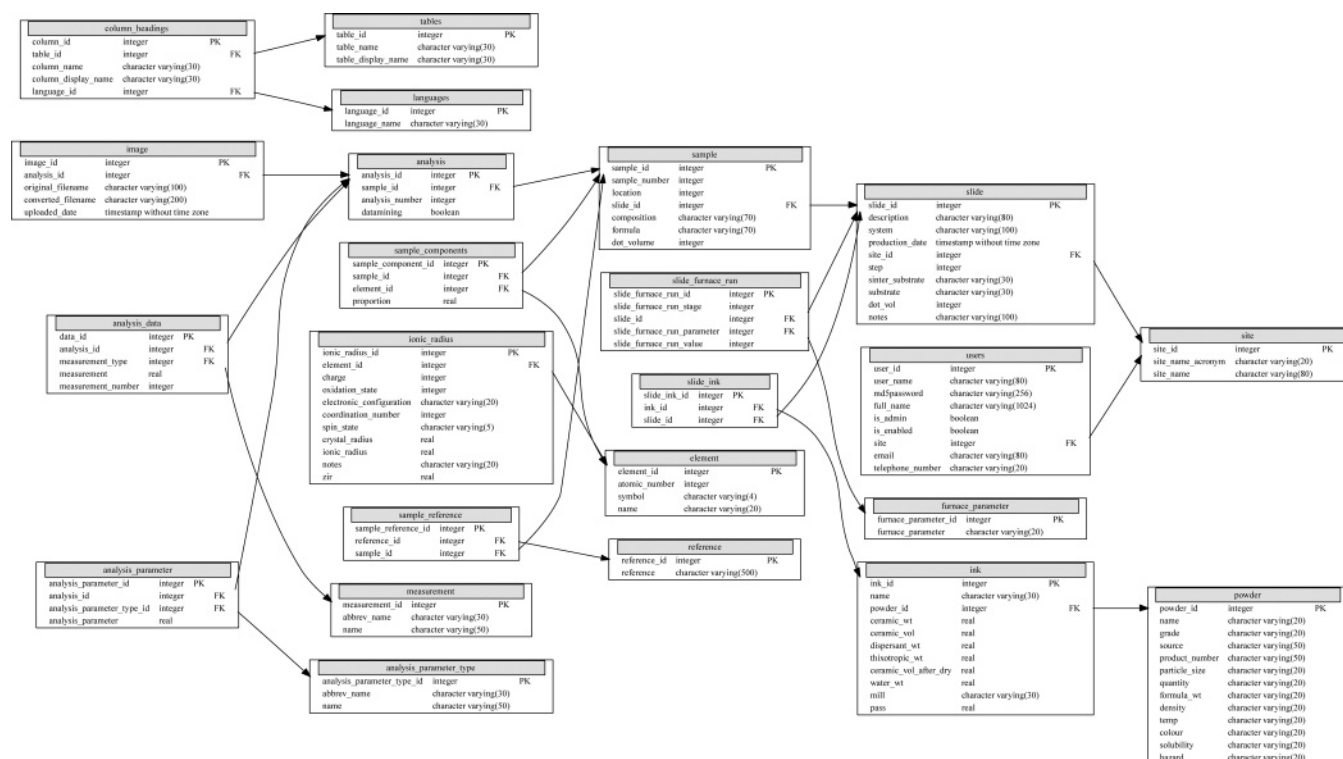 column_headings
column_id integer PK
table_id integer FK
column_name character varying(30)
column_display_name character varying(30)
language_id integer FK
tables
table_id integer PK
table_name character varying(30)
table_display_name character varying(30)
languages
language_id integer PK
language_name character varying(30)
image
image_id integer PK
analysis_id integer FK
original_filename character varying(100)
converted_filename character varying(200)
uploaded_date timestamp without time zone
analysis
analysis_id integer PK
sample_id integer FK
analysis_number integer
datamining boolean
sample
sample_id integer PK
sample_number integer
location integer
slide_id integer FK
composition character varying(70)
formula character varying(70)
dot_volume integer
slide
slide_id integer PK
description character varying(80)
system character varying(100)
production_date timestamp without time zone
site_id integer FK
step integer
sinter_substrate character varying(30)
substrate character varying(30)
dot_vol integer
notes character varying(100)
sample_components
sample_component_id integer PK
sample_id integer FK
element_id integer FK
proportion real
slide_furnace_run
slide_furnace_run_id integer PK
slide_furnace_run_stage integer
slide_id integer FK
slide_furnace_run_parameter integer FK
slide_furnace_run_value integer
analysis_data
data_id integer PK
analysis_id integer FK
measurement_type integer FK
measurement real
measurement_number integer
ionic_radius
ionic_radius_id integer PK
element_id integer FK
charge integer
oxidation_state integer
electronic_configuration character varying(20)
coordination_number integer
spin_state character varying(5)
crystal_radius real
ionic_radius real
notes character varying(20)
zir real
site
site_id integer PK
site_name_acronym character varying(20)
site_name character varying(80)
users
user_id integer PK
user_name character varying(80)
md5password character varying(256)
full_name character varying(1024)
is_admin boolean
is_enabled boolean
site integer FK
email character varying(80)
telephone_number character varying(20)
slide_ink
slide_ink_id integer PK
ink_id integer FK
slide_id integer FK
element
element_id integer PK
atomic_number integer
symbol character varying(4)
name character varying(20)
furnace_parameter
furnace_parameter_id integer PK
furnace_parameter character varying(20)
sample_reference
sample_reference_id integer PK
reference_id integer FK
sample_id integer FK
reference
reference_id integer PK
reference character varying(500)
analysis_parameter
analysis_parameter_id integer PK
analysis_id integer FK
analysis_parameter_type_id integer FK
analysis_parameter real
measurement
measurement_id integer PK
abbrev_name character varying(30)
name character varying(50)
analysis_parameter_type
analysis_parameter_type_id integer PK
abbrev_name character varying(30)
name character varying(50)
ink
ink_id integer PK
name character varying(30)
powder_id integer FK
ceramic_wt real
ceramic_vol real
dispersant_wt real
thixotropic_wt real
ceramic_vol_after_dry real
water_wt real
mill character varying(30)
pass real
powder
powder_id integer PK
name character varying(20)
grade character varying(20)
source character varying(50)
product_number character varying(50)
particle_size character varying(20)
quantity character varying(20)
formula_wt character varying(20)
density character varying(20)
temp character varying(20)
colour character varying(20)
solubility character varying(20)
hazard character varying(20)